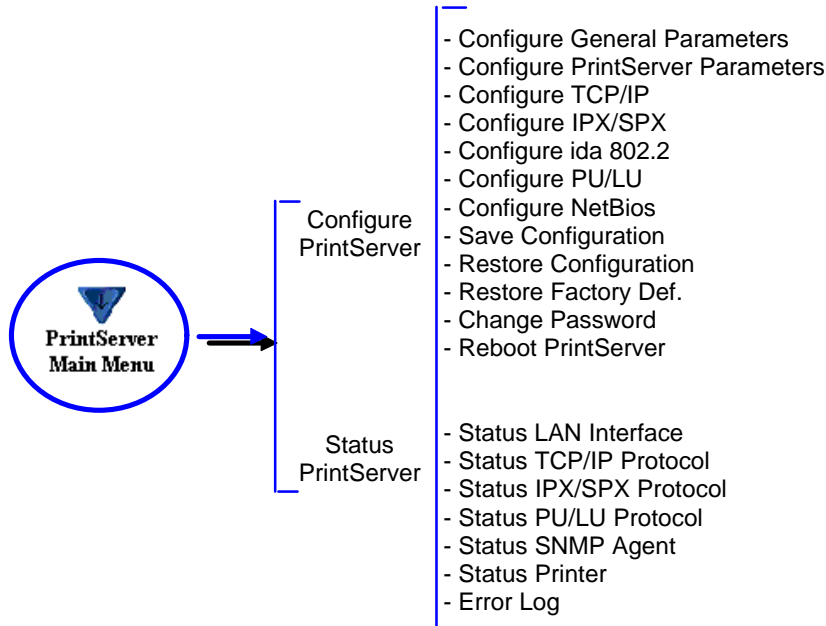 PrintServer
Main Menu
Configure
PrintServer
- Configure General Parameters
- Configure PrintServer Parameters
- Configure TCP/IP
- Configure IPX/SPX
- Configure ida 802.2
- Configure PU/LU
- Configure NetBios
- Save Configuration
- Restore Configuration
- Restore Factory Def.
- Change Password
- Reboot PrintServer
Status
PrintServer
- Status LAN Interface
- Status TCP/IP Protocol
- Status IPX/SPX Protocol
- Status PU/LU Protocol
- Status SNMP Agent
- Status Printer
- Error Log